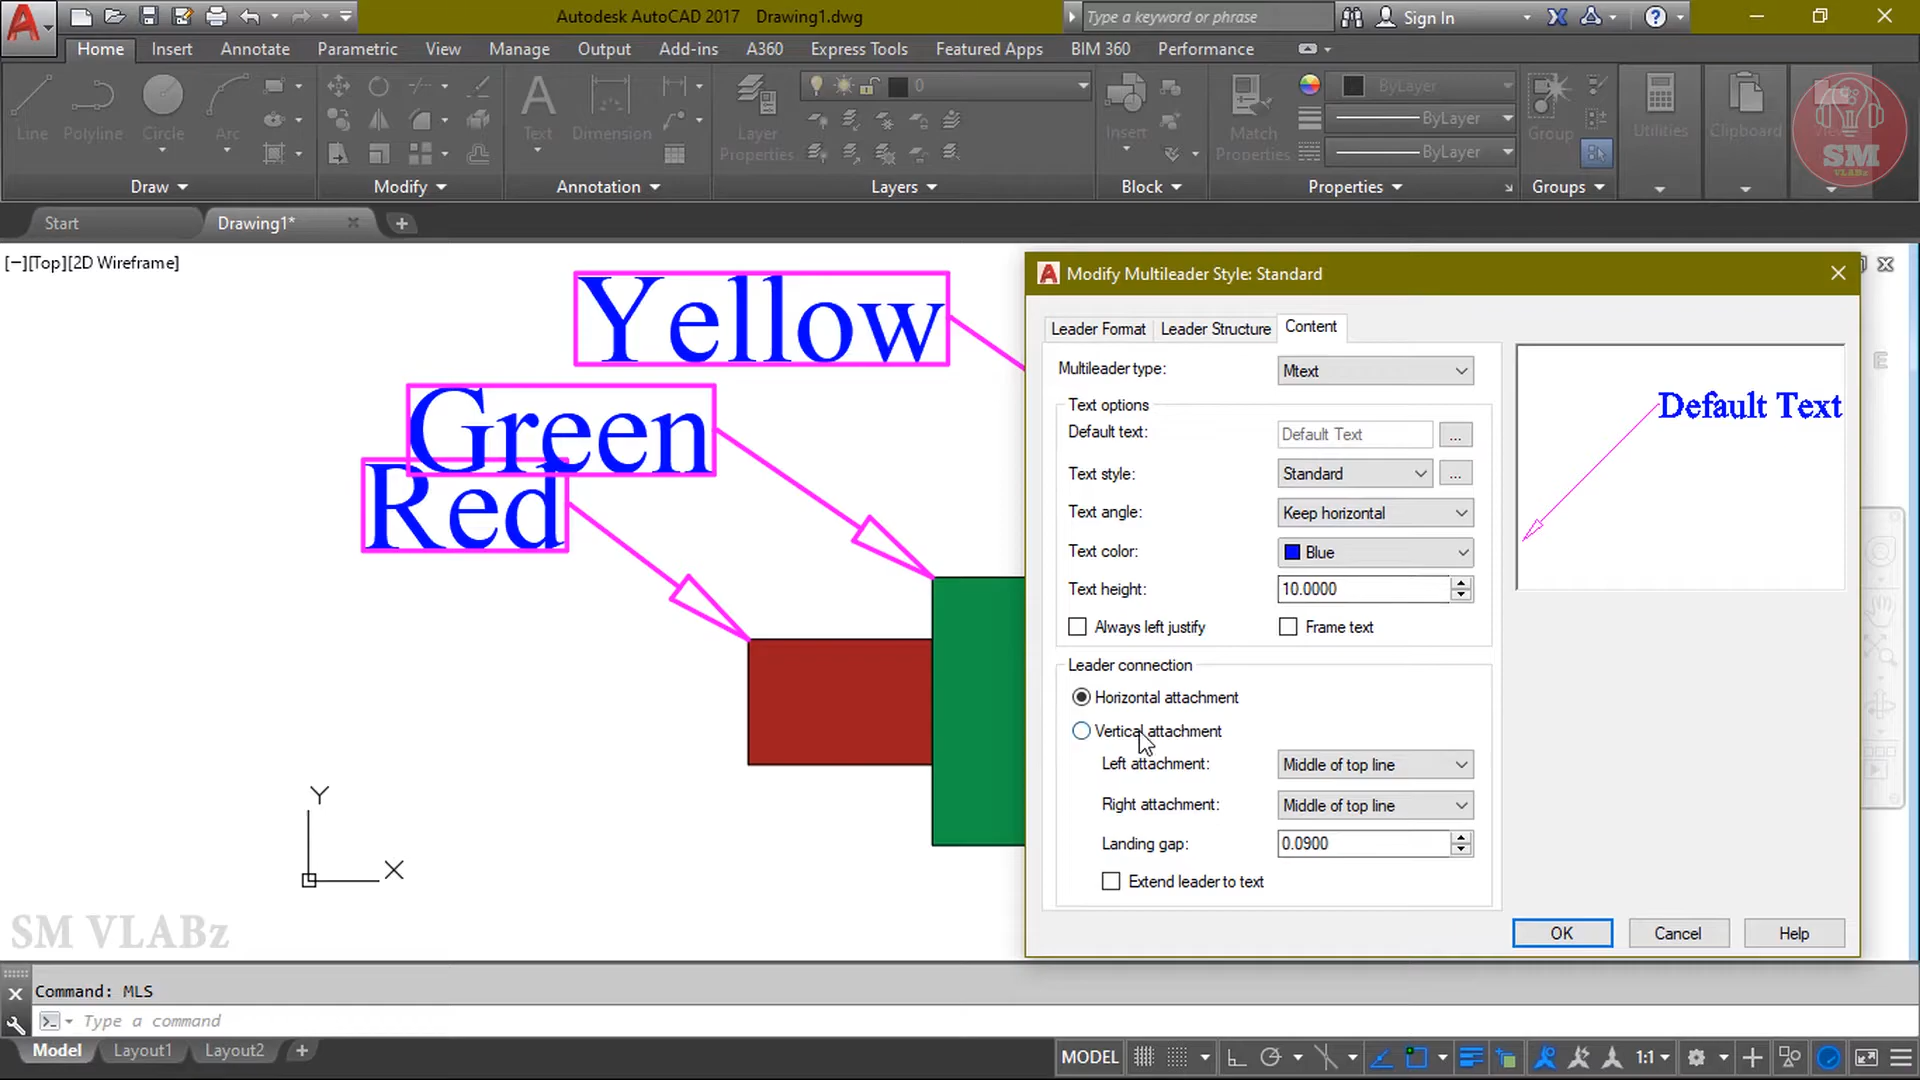 Autodesk AutoCAD 2017 Drawing1.dwg
Type a keyword or phrase
Sign In
Home Insert Annotate Parametric View Manage Output Add-ins A360 Express Tools Featured Apps BIM 360 Performance
Line Polyline Circle Arc
Text Dimension
Layer Properties
0
Insert
Match Properties
ByLayer
ByLayer
ByLayer
Group
Utilities
Clipboard
SM
VLABz
Draw Modify Annotation Layers Block Properties Groups
Start Drawing1*
[−][Top][2D Wireframe]
Yellow
Green
Red
Y
X
E
Modify Multileader Style: Standard
Leader Format Leader Structure Content
Multileader type: Mtext
Text options
Default text: Default Text ...
Text style: Standard ...
Text angle: Keep horizontal
Text color: Blue
Text height: 10.0000
Always left justify Frame text
Leader connection
Horizontal attachment
Vertical attachment
Left attachment: Middle of top line
Right attachment: Middle of top line
Landing gap: 0.0900
Extend leader to text
Default Text
OK Cancel Help
SM VLABz
Command: MLS
Type a command
Model Layout1 Layout2
MODEL 1:1